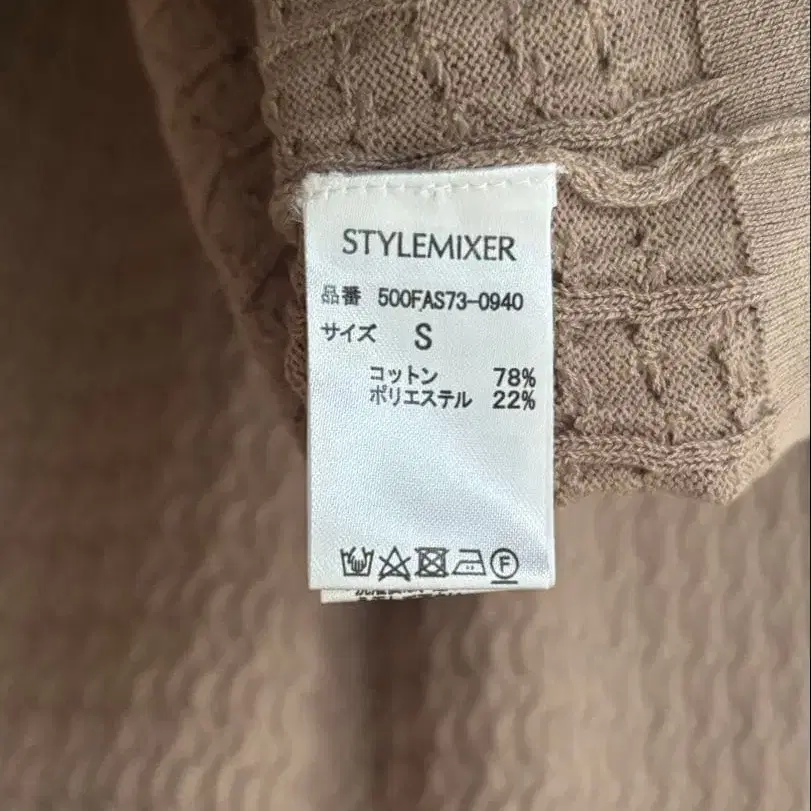 STYLEMIXER
品番 500FAS73-0940
サイズ S
コットン 78%
ポリエステル 22%
F